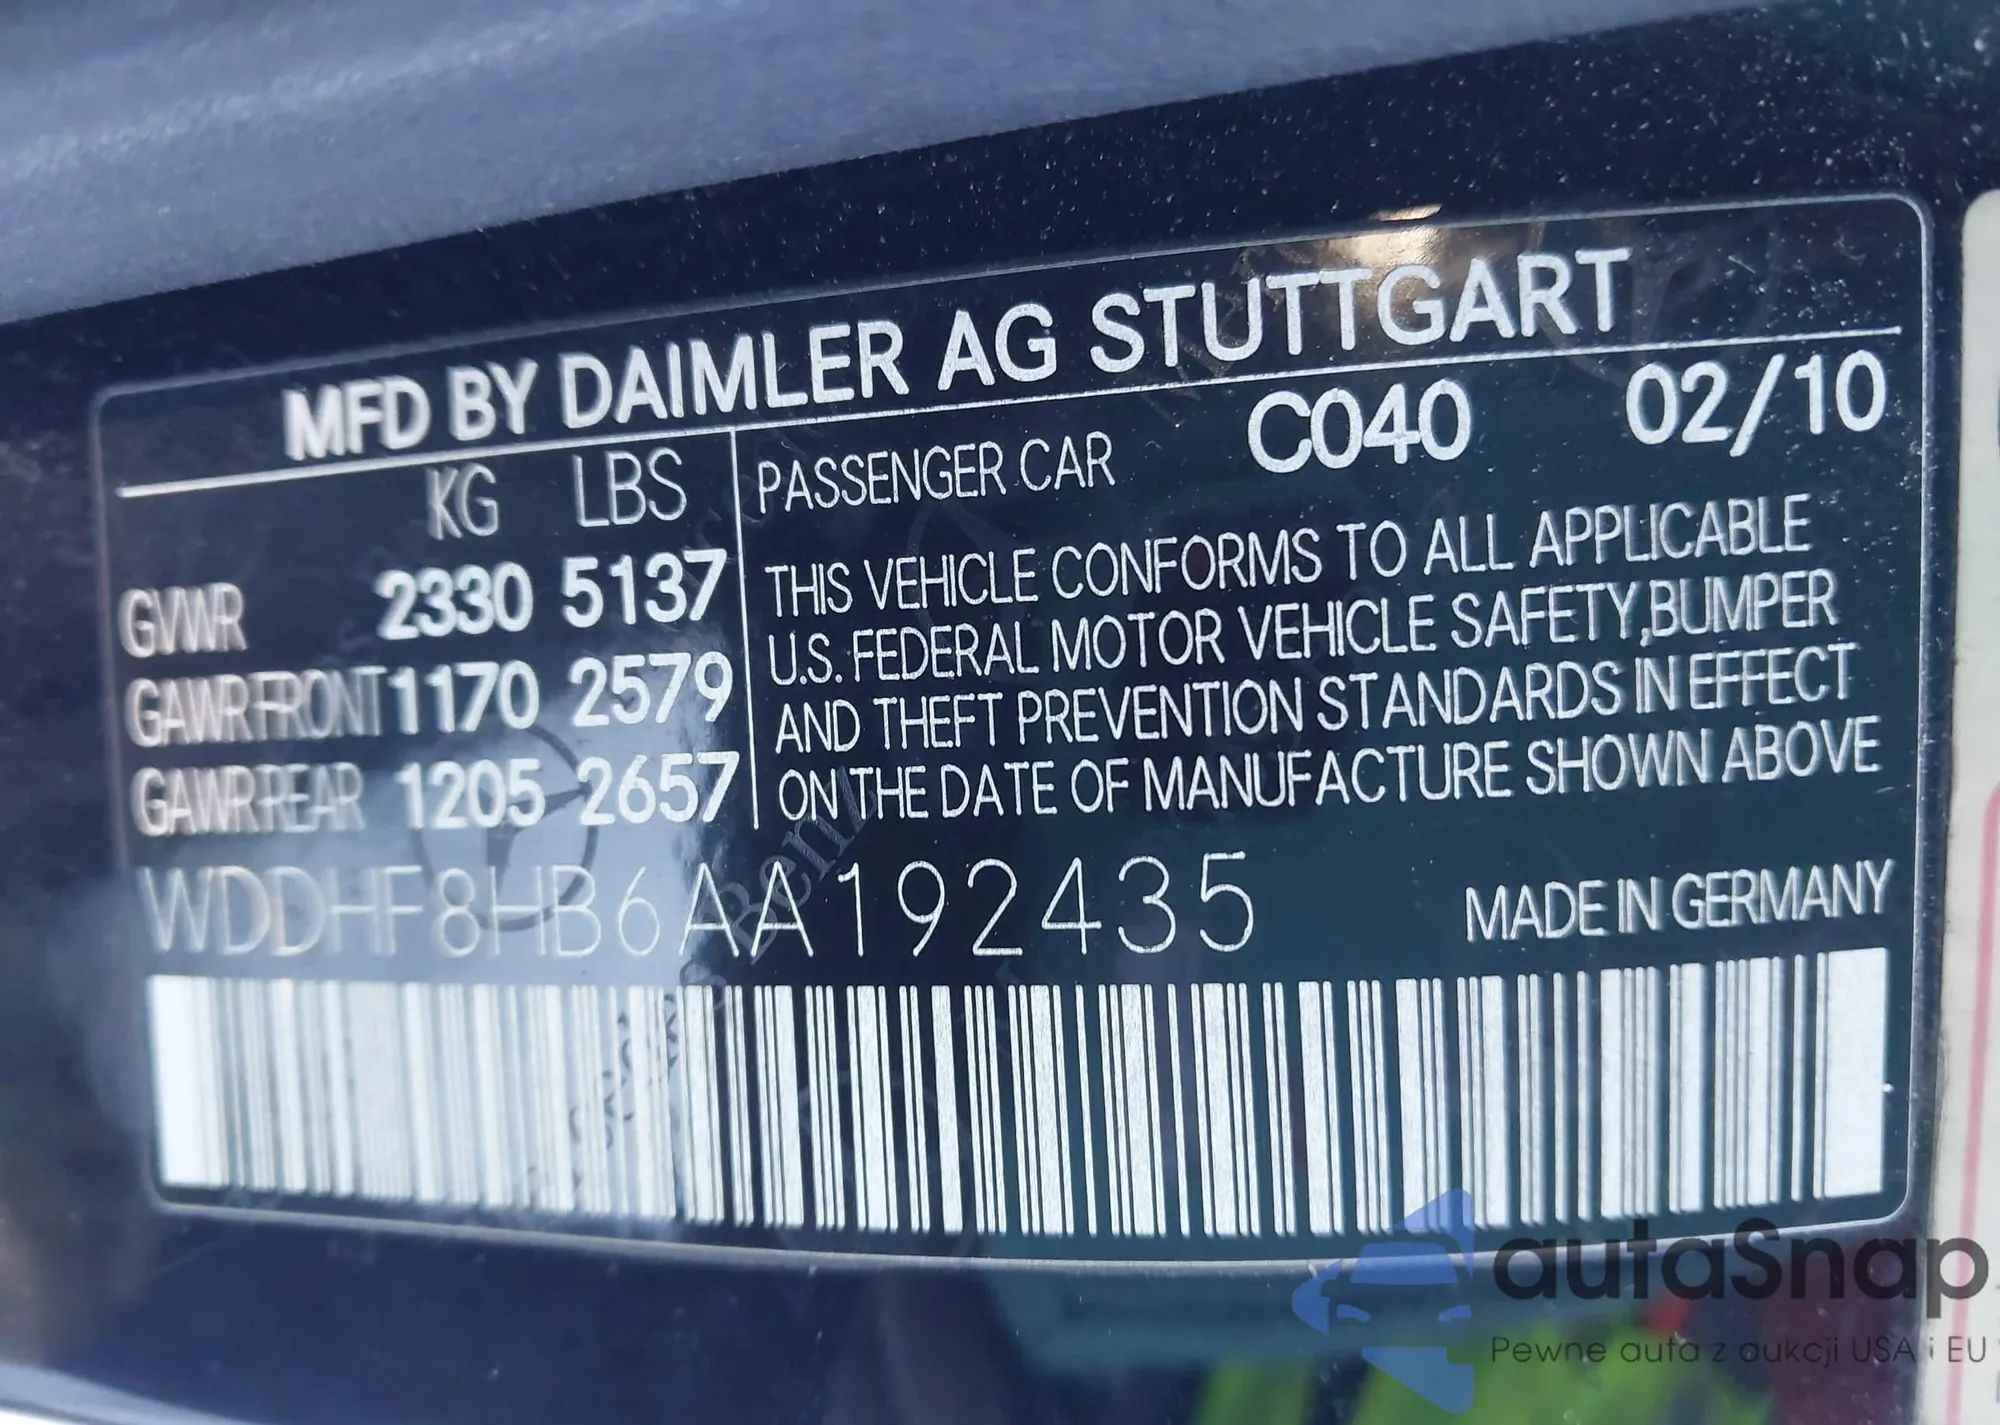 MFD BY DAIMLER AG STUTTGART
KG LBS PASSENGER CAR C040 02/10
GVWR 2330 5137
GAWR FRONT 1170 2579
GAWR REAR 1205 2657
THIS VEHICLE CONFORMS TO ALL APPLICABLE
U.S. FEDERAL MOTOR VEHICLE SAFETY,BUMPER
AND THEFT PREVENTION STANDARDS IN EFFECT
ON THE DATE OF MANUFACTURE SHOWN ABOVE
WDDHF8HB6AA192435 MADE IN GERMANY
autaSnap
Pewne auta z aukcji USA i EU